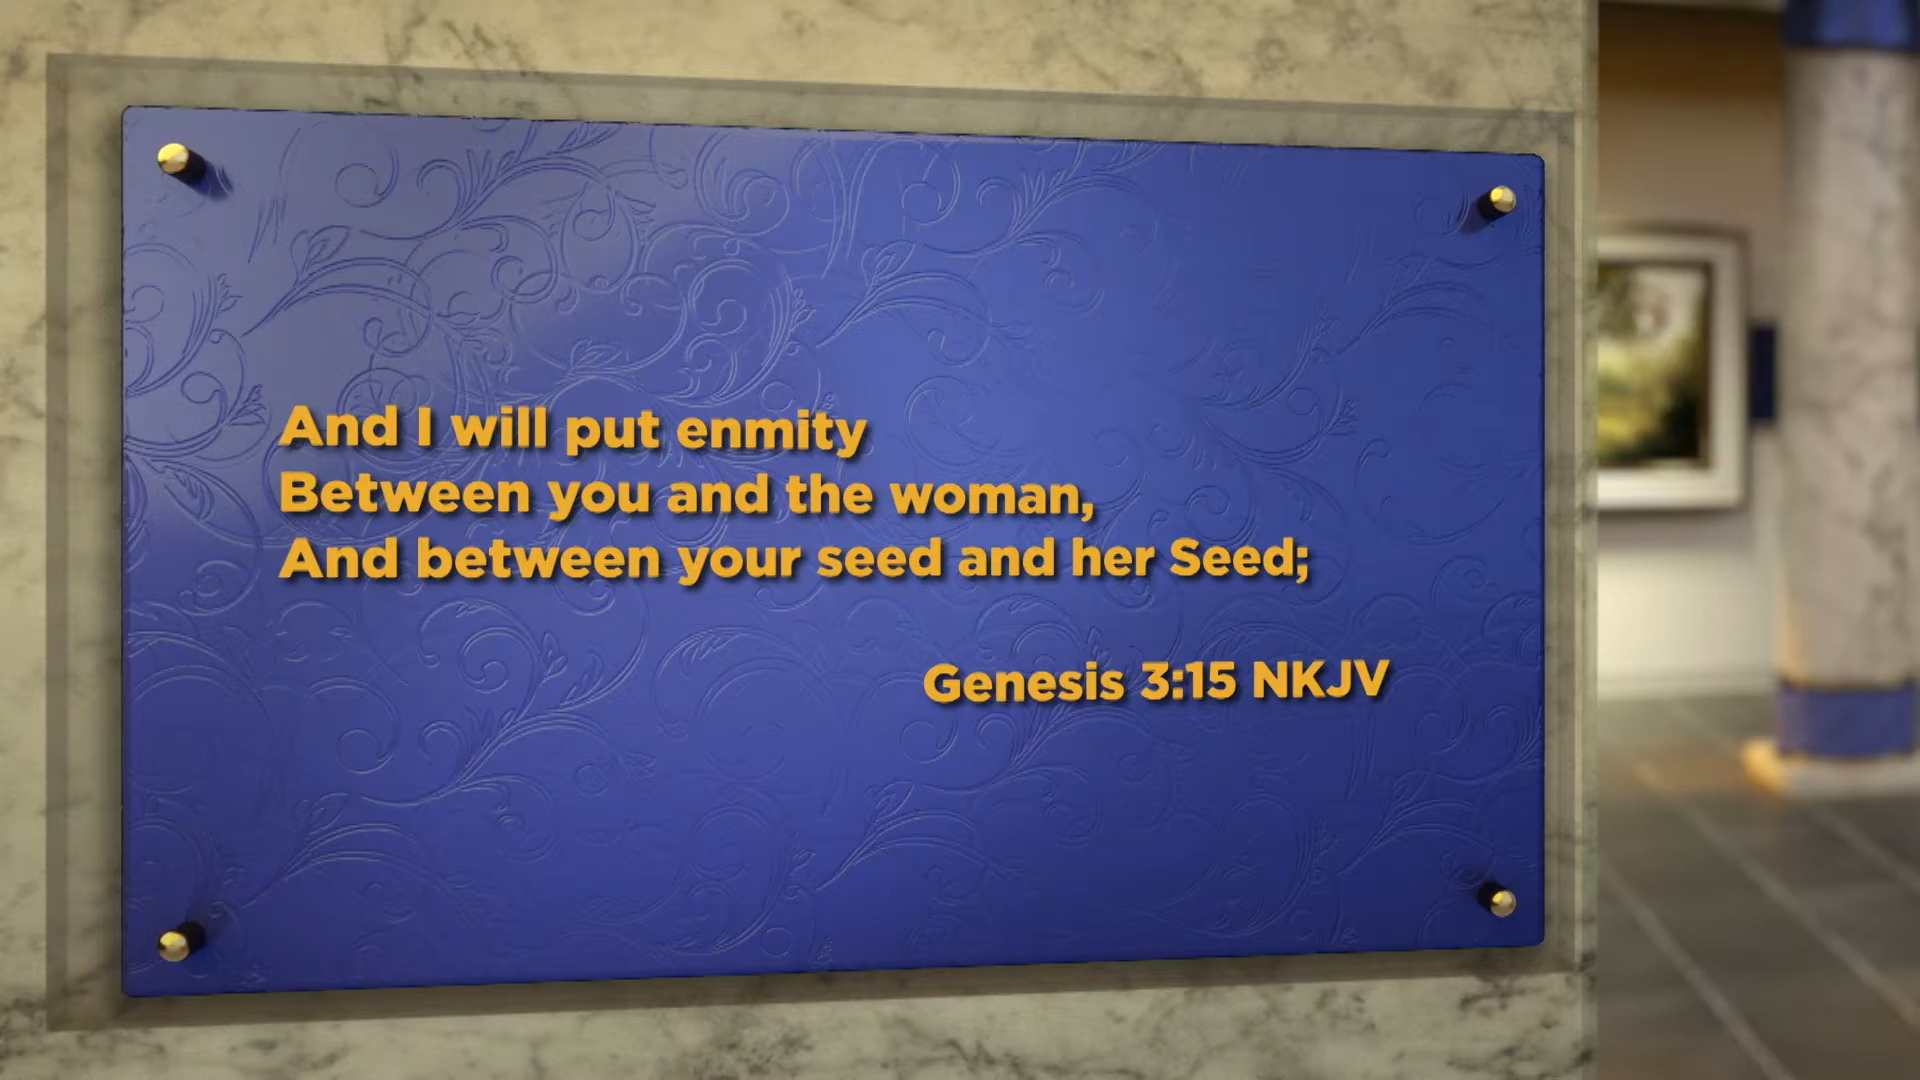 And I will put enmity
Between you and the woman,
And between your seed and her Seed;
Genesis 3:15 NKJV